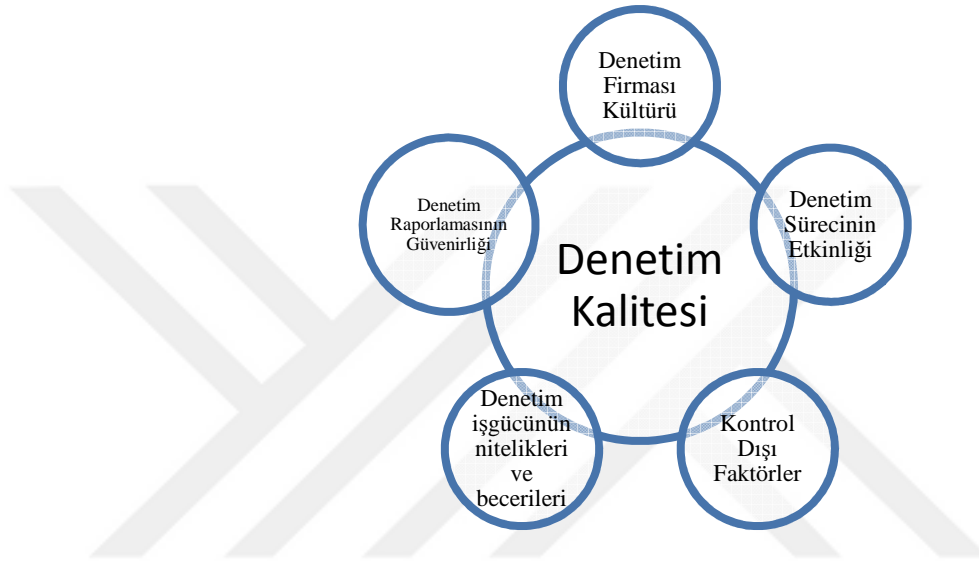 Denetim
Firması
Kültürü
Denetim
Sürecinin
Etkinliği
Kontrol
Dışı
Faktörler
Denetim
işgücünün
nitelikleri
ve
becerileri
Denetim
Raporlamasının
Güvenirliği
Denetim
Kalitesi